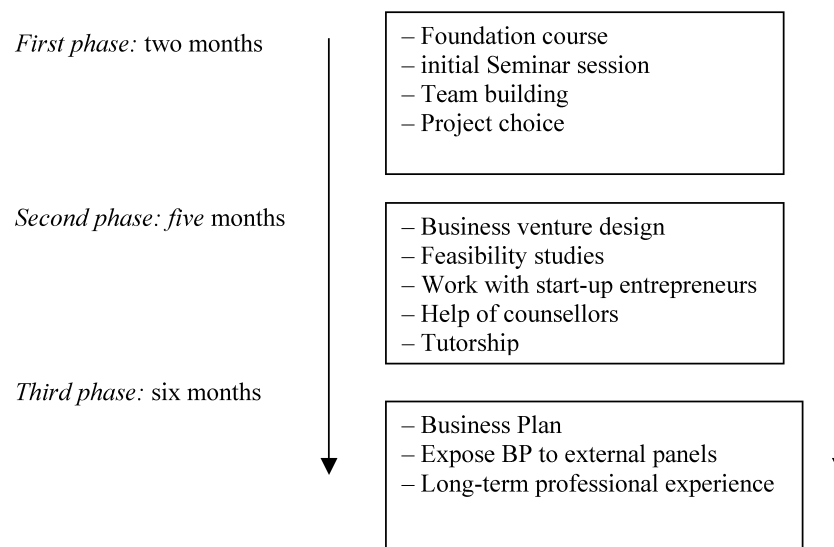 First phase: two months
– Foundation course
– initial Seminar session
– Team building
– Project choice
Second phase: five months
– Business venture design
– Feasibility studies
– Work with start-up entrepreneurs
– Help of counsellors
– Tutorship
Third phase: six months
– Business Plan
– Expose BP to external panels
– Long-term professional experience